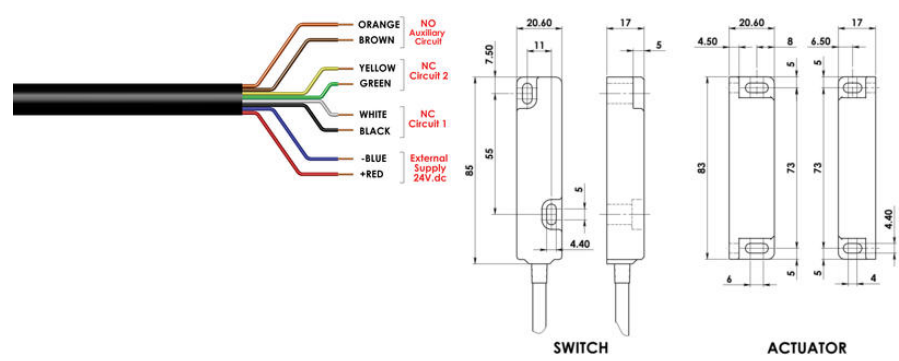 ORANGE
BROWN
NO
Auxiliary
Circuit
YELLOW
GREEN
NC
Circuit 2
WHITE
BLACK
NC
Circuit 1
-BLUE
+RED
External
Supply
24V.dc
20.60
11
7.50
85
55
5
4.40
17
5
SWITCH
20.60
4.50
8
5
83
73
6
5
17
6.50
5
73
4.40
5
4
ACTUATOR